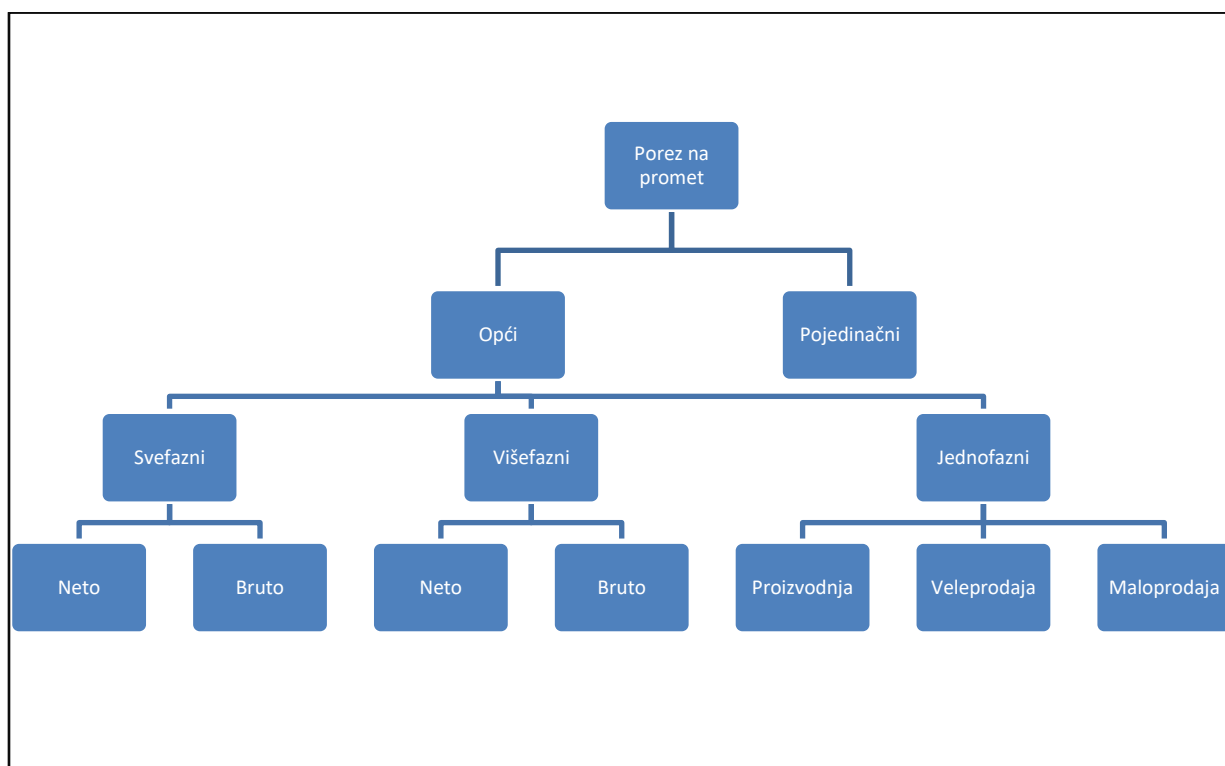 Porez na
promet
Opći
Pojedinačni
Svefazni
Višefazni
Jednofazni
Neto
Bruto
Neto
Bruto
Proizvodnja
Veleprodaja
Maloprodaja